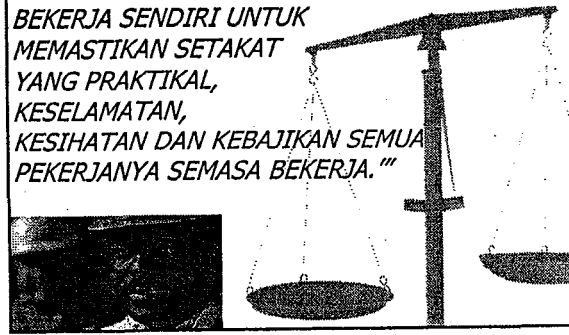 BEKERJA SENDIRI UNTUK
MEMASTIKAN SETAKAT
YANG PRAKTIKAL,
KESELAMATAN,
KESIHATAN DAN KEBAJIKAN SEMUA
PEKERJANYA SEMASA BEKERJA."'